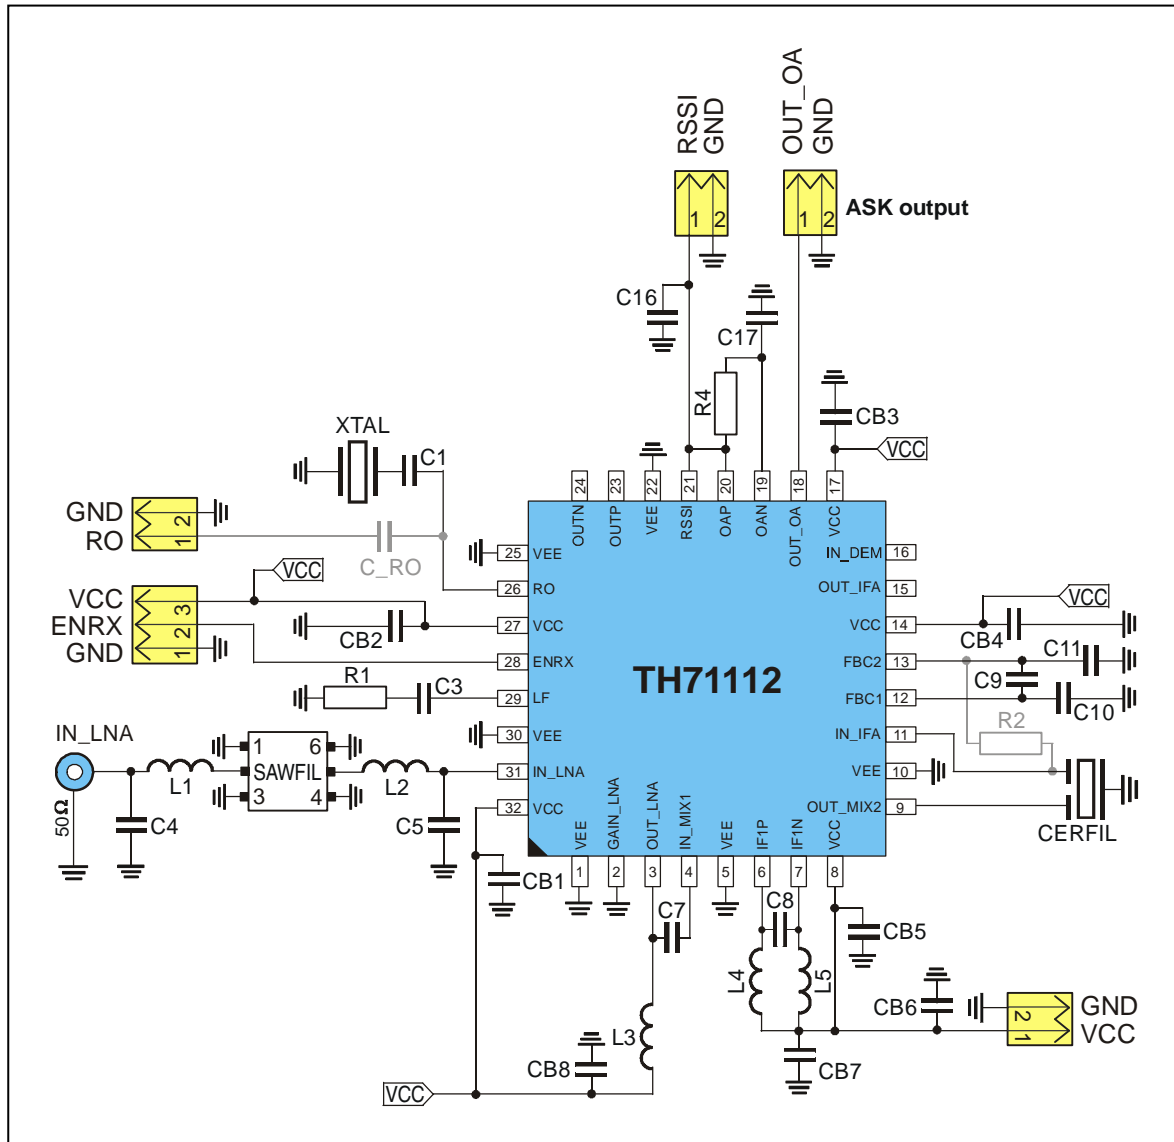 RSSI
GND
OUT_OA
GND
1
2
1
2
ASK output
C16
C17
R4
CB3
VCC
XTAL
C1
GND
RO
2
1
C_RO
VCC
VCC
ENRX
GND
3
2
1
CB2
R1
C3
IN_LNA
50Ω
L1
1
6
SAWFIL
3
4
L2
C4
C5
24
23
22
21
20
19
18
17
OUTN
OUTP
VEE
RSSI
OAP
OAN
OUT_OA
VCC
25
VEE
26
RO
27
VCC
28
ENRX
29
LF
30
VEE
31
IN_LNA
32
VCC
TH71112
IN_DEM
16
OUT_IFA
15
VCC
14
FBC2
13
FBC1
12
IN_IFA
11
VEE
10
OUT_MIX2
9
VEE
GAIN_LNA
OUT_LNA
IN_MIX1
VEE
IF1P
IF1N
VCC
1
2
3
4
5
6
7
8
VCC
CB4
C11
C9
C10
R2
CERFIL
CB1
C7
C8
CB5
L4
L5
CB6
GND
VCC
2
1
L3
CB8
CB7
VCC